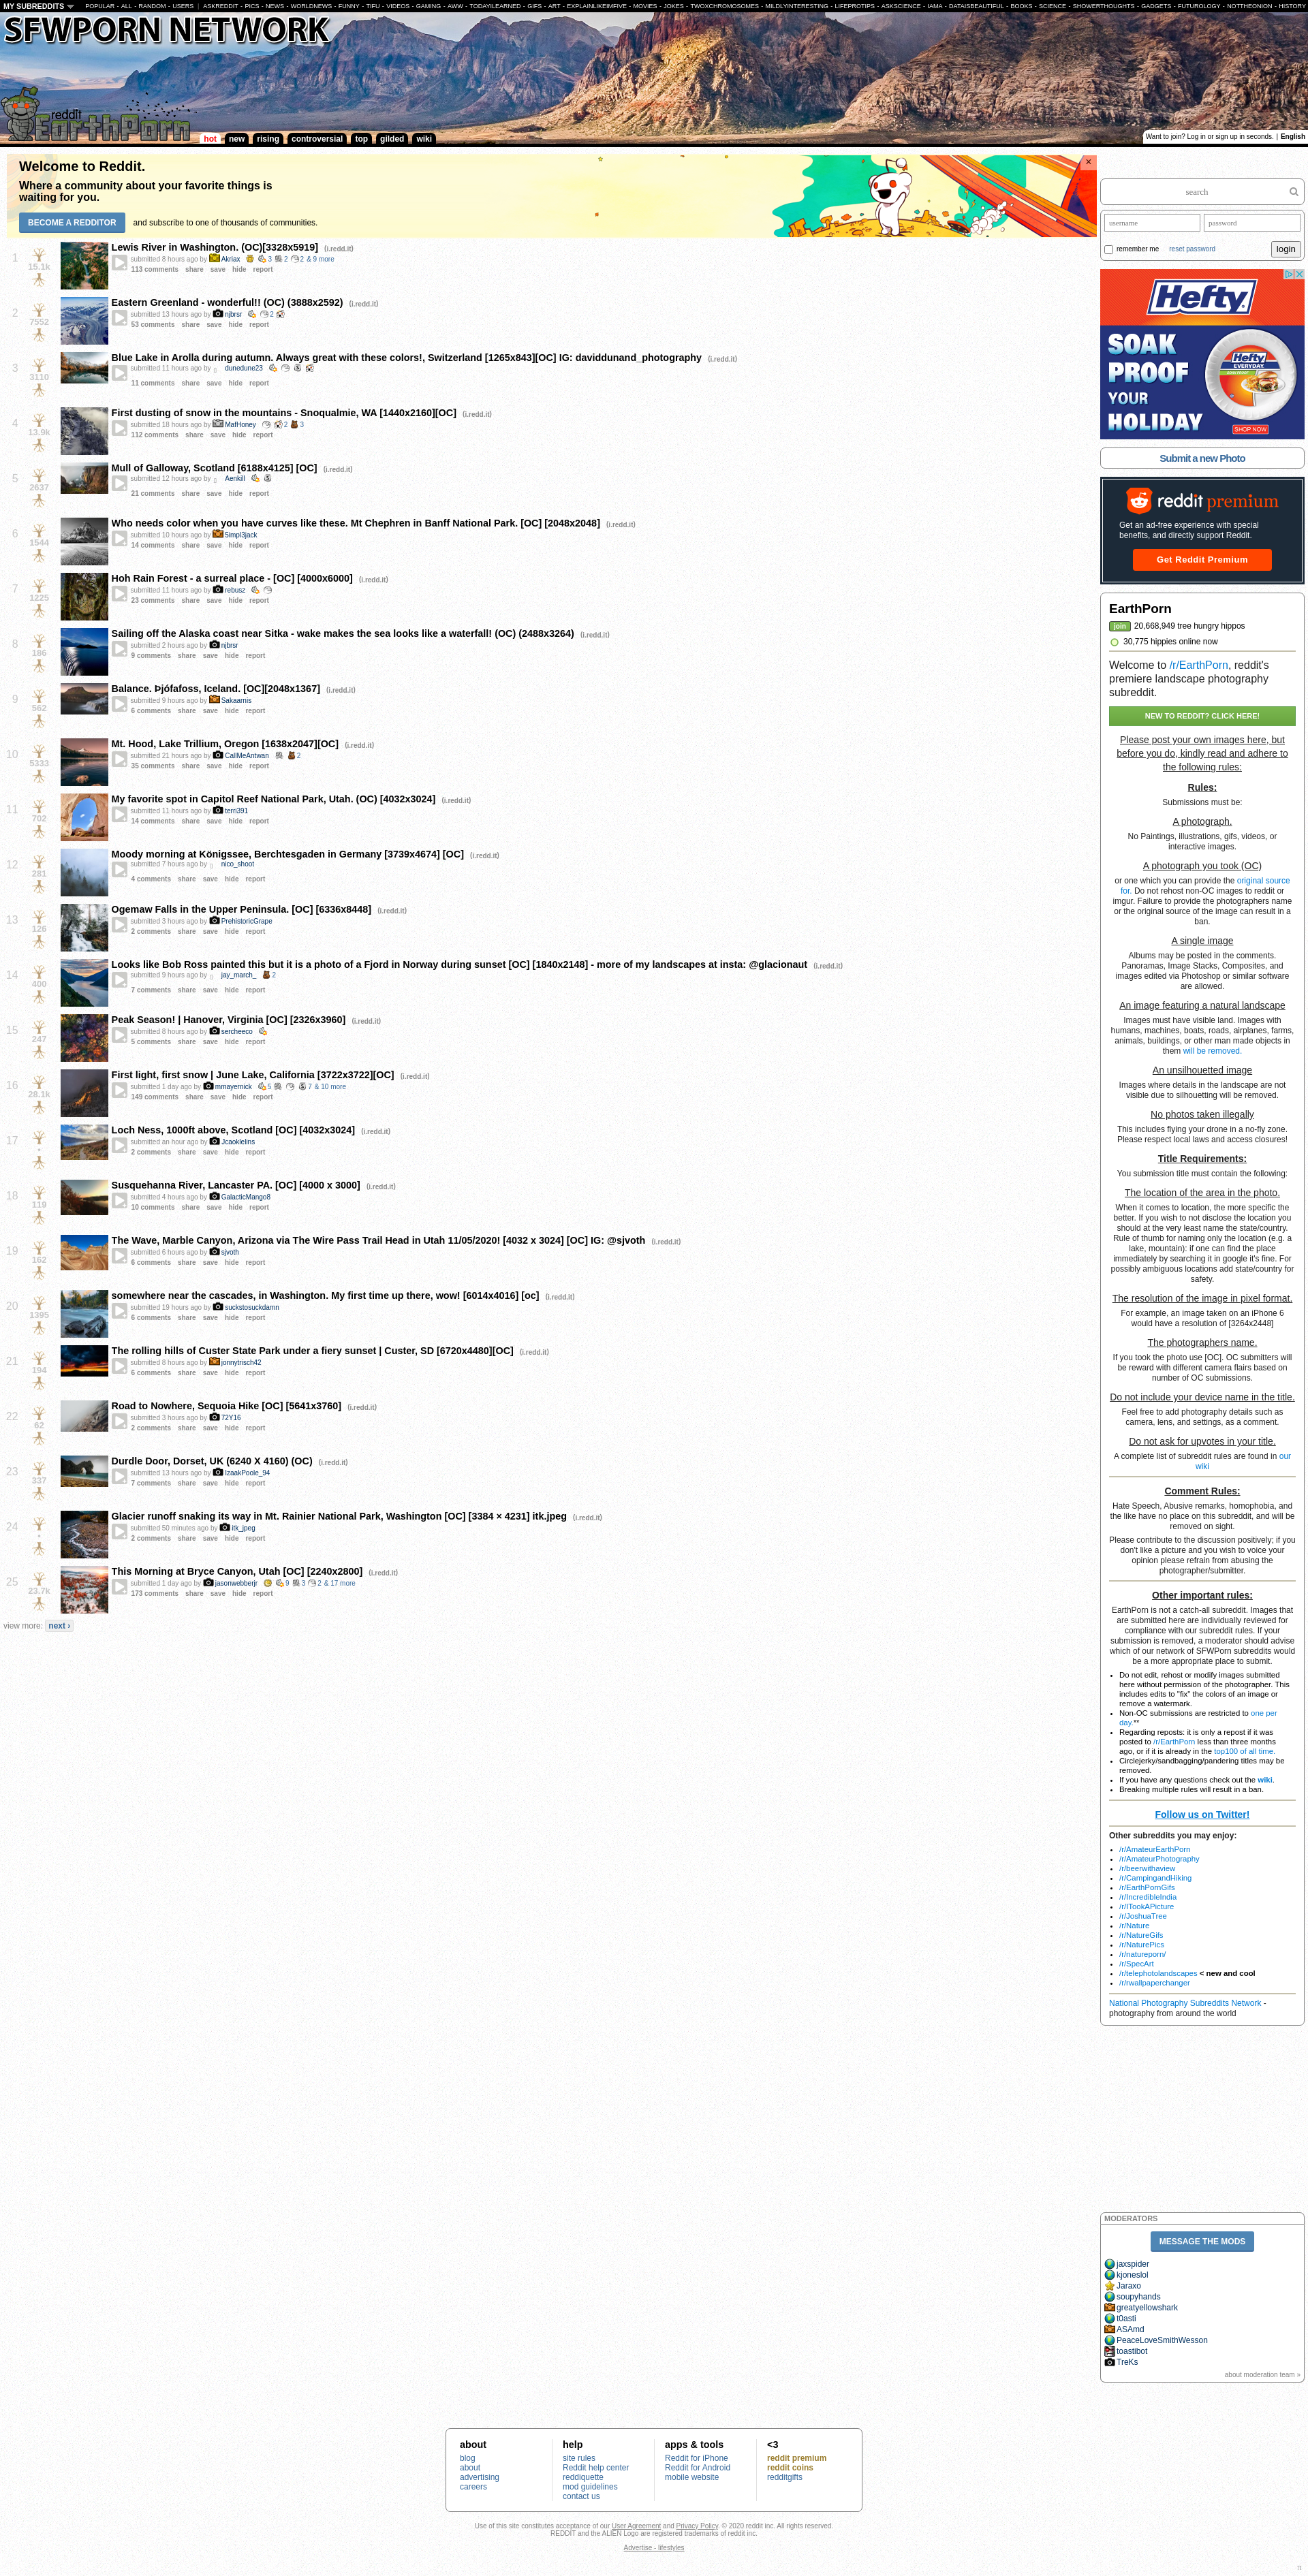 MY SUBREDDITS POPULAR - ALL - RANDOM - USERS | ASKREDDIT - PICS - NEWS - WORLDNEWS - FUNNY - TIFU - VIDEOS - GAMING - AWW - TODAYILEARNED - GIFS - ART - EXPLAINLIKEIMFIVE - MOVIES - JOKES - TWOXCHROMOSOMES - MILDLYINTERESTING - LIFEPROTIPS - ASKSCIENCE - IAMA - DATAISBEAUTIFUL - BOOKS - SCIENCE - SHOWERTHOUGHTS - GADGETS - FUTUROLOGY - NOTTHEONION - HISTORY
SFWPORN NETWORK
reddit
EarthPorn
hot new rising controversial top gilded wiki
Want to join? Log in or sign up in seconds. | English
Welcome to Reddit.
Where a community about your favorite things is
waiting for you.
BECOME A REDDITOR and subscribe to one of thousands of communities.
1
15.1k
Lewis River in Washington. (OC)[3328x5919] (i.redd.it)
submitted 8 hours ago by Akriax 3 2 2 & 9 more
113 comments share save hide report
2
7552
Eastern Greenland - wonderful!! (OC) (3888x2592) (i.redd.it)
submitted 13 hours ago by njbrsr 2
53 comments share save hide report
3
3110
Blue Lake in Arolla during autumn. Always great with these colors!, Switzerland [1265x843][OC] IG: daviddunand_photography (i.redd.it)
submitted 11 hours ago by dunedune23
11 comments share save hide report
4
13.9k
First dusting of snow in the mountains - Snoqualmie, WA [1440x2160][OC] (i.redd.it)
submitted 18 hours ago by MafHoney 2 3
112 comments share save hide report
5
2637
Mull of Galloway, Scotland [6188x4125] [OC] (i.redd.it)
submitted 12 hours ago by Aenkill
21 comments share save hide report
6
1544
Who needs color when you have curves like these. Mt Chephren in Banff National Park. [OC] [2048x2048] (i.redd.it)
submitted 10 hours ago by 5impl3jack
14 comments share save hide report
7
1225
Hoh Rain Forest - a surreal place - [OC] [4000x6000] (i.redd.it)
submitted 11 hours ago by rebusz
23 comments share save hide report
8
186
Sailing off the Alaska coast near Sitka - wake makes the sea looks like a waterfall! (OC) (2488x3264) (i.redd.it)
submitted 2 hours ago by njbrsr
9 comments share save hide report
9
562
Balance. Þjófafoss, Iceland. [OC][2048x1367] (i.redd.it)
submitted 9 hours ago by Sakaarnis
6 comments share save hide report
10
5333
Mt. Hood, Lake Trillium, Oregon [1638x2047][OC] (i.redd.it)
submitted 21 hours ago by CallMeAntwan 2
35 comments share save hide report
11
702
My favorite spot in Capitol Reef National Park, Utah. (OC) [4032x3024] (i.redd.it)
submitted 11 hours ago by terri391
14 comments share save hide report
12
281
Moody morning at Königssee, Berchtesgaden in Germany [3739x4674] [OC] (i.redd.it)
submitted 7 hours ago by nico_shoot
4 comments share save hide report
13
126
Ogemaw Falls in the Upper Peninsula. [OC] [6336x8448] (i.redd.it)
submitted 3 hours ago by PrehistoricGrape
2 comments share save hide report
14
400
Looks like Bob Ross painted this but it is a photo of a Fjord in Norway during sunset [OC] [1840x2148] - more of my landscapes at insta: @glacionaut (i.redd.it)
submitted 9 hours ago by jay_march_ 2
7 comments share save hide report
15
247
Peak Season! | Hanover, Virginia [OC] [2326x3960] (i.redd.it)
submitted 8 hours ago by sercheeco
5 comments share save hide report
16
28.1k
First light, first snow | June Lake, California [3722x3722][OC] (i.redd.it)
submitted 1 day ago by mmayernick 5 7 & 10 more
149 comments share save hide report
17
•
Loch Ness, 1000ft above, Scotland [OC] [4032x3024] (i.redd.it)
submitted an hour ago by Jcaoklelins
2 comments share save hide report
18
119
Susquehanna River, Lancaster PA. [OC] [4000 x 3000] (i.redd.it)
submitted 4 hours ago by GalacticMango8
10 comments share save hide report
19
162
The Wave, Marble Canyon, Arizona via The Wire Pass Trail Head in Utah 11/05/2020! [4032 x 3024] [OC] IG: @sjvoth (i.redd.it)
submitted 6 hours ago by sjvoth
6 comments share save hide report
20
1395
somewhere near the cascades, in Washington. My first time up there, wow! [6014x4016] [oc] (i.redd.it)
submitted 19 hours ago by suckstosuckdamn
6 comments share save hide report
21
194
The rolling hills of Custer State Park under a fiery sunset | Custer, SD [6720x4480][OC] (i.redd.it)
submitted 8 hours ago by jonnytrisch42
6 comments share save hide report
22
62
Road to Nowhere, Sequoia Hike [OC] [5641x3760] (i.redd.it)
submitted 3 hours ago by 72Y16
2 comments share save hide report
23
337
Durdle Door, Dorset, UK (6240 X 4160) (OC) (i.redd.it)
submitted 13 hours ago by IzaakPoole_94
7 comments share save hide report
24
•
Glacier runoff snaking its way in Mt. Rainier National Park, Washington [OC] [3384 × 4231] itk.jpeg (i.redd.it)
submitted 50 minutes ago by itk_jpeg
2 comments share save hide report
25
23.7k
This Morning at Bryce Canyon, Utah [OC] [2240x2800] (i.redd.it)
submitted 1 day ago by jasonwebberjr 9 3 2 & 17 more
173 comments share save hide report
view more: next ›
search
username password
remember me reset password login
Hefty
SOAK
PROOF
YOUR
HOLIDAY
Hefty
EVERYDAY
SHOP NOW
Submit a new Photo
reddit premium
Get an ad-free experience with special
benefits, and directly support Reddit.
Get Reddit Premium
EarthPorn
join 20,668,949 tree hungry hippos
30,775 hippies online now
Welcome to /r/EarthPorn, reddit's
premiere landscape photography
subreddit.
NEW TO REDDIT? CLICK HERE!
Please post your own images here, but
before you do, kindly read and adhere to
the following rules:
Rules:
Submissions must be:
A photograph.
No Paintings, illustrations, gifs, videos, or
interactive images.
A photograph you took (OC)
or one which you can provide the original source
for. Do not rehost non-OC images to reddit or
imgur. Failure to provide the photographers name
or the original source of the image can result in a
ban.
A single image
Albums may be posted in the comments.
Panoramas, Image Stacks, Composites, and
images edited via Photoshop or similar software
are allowed.
An image featuring a natural landscape
Images must have visible land. Images with
humans, machines, boats, roads, airplanes, farms,
animals, buildings, or other man made objects in
them will be removed.
An unsilhouetted image
Images where details in the landscape are not
visible due to silhouetting will be removed.
No photos taken illegally
This includes flying your drone in a no-fly zone.
Please respect local laws and access closures!
Title Requirements:
You submission title must contain the following:
The location of the area in the photo.
When it comes to location, the more specific the
better. If you wish to not disclose the location you
should at the very least name the state/country.
Rule of thumb for naming only the location (e.g. a
lake, mountain): if one can find the place
immediately by searching it in google it's fine. For
possibly ambiguous locations add state/country for
safety.
The resolution of the image in pixel format.
For example, an image taken on an iPhone 6
would have a resolution of [3264x2448]
The photographers name.
If you took the photo use [OC]. OC submitters will
be reward with different camera flairs based on
number of OC submissions.
Do not include your device name in the title.
Feel free to add photography details such as
camera, lens, and settings, as a comment.
Do not ask for upvotes in your title.
A complete list of subreddit rules are found in our
wiki
Comment Rules:
Hate Speech, Abusive remarks, homophobia, and
the like have no place on this subreddit, and will be
removed on sight.
Please contribute to the discussion positively; if you
don't like a picture and you wish to voice your
opinion please refrain from abusing the
photographer/submitter.
Other important rules:
EarthPorn is not a catch-all subreddit. Images that
are submitted here are individually reviewed for
compliance with our subreddit rules. If your
submission is removed, a moderator should advise
which of our network of SFWPorn subreddits would
be a more appropriate place to submit.
Do not edit, rehost or modify images submitted
here without permission of the photographer. This
includes edits to "fix" the colors of an image or
remove a watermark.
Non-OC submissions are restricted to one per
day.**
Regarding reposts: it is only a repost if it was
posted to /r/EarthPorn less than three months
ago, or if it is already in the top100 of all time.
Circlejerky/sandbagging/pandering titles may be
removed.
If you have any questions check out the wiki.
Breaking multiple rules will result in a ban.
Follow us on Twitter!
Other subreddits you may enjoy:
/r/AmateurEarthPorn
/r/AmateurPhotography
/r/beerwithaview
/r/CampingandHiking
/r/EarthPornGifs
/r/IncredibleIndia
/r/ITookAPicture
/r/JoshuaTree
/r/Nature
/r/NatureGifs
/r/NaturePics
/r/natureporn/
/r/SpecArt
/r/telephotolandscapes < new and cool
/r/rwallpaperchanger
National Photography Subreddits Network -
photography from around the world
MODERATORS
MESSAGE THE MODS
jaxspider
kjoneslol
Jaraxo
soupyhands
greatyellowshark
t0asti
ASAmd
PeaceLoveSmithWesson
toastibot
TreKs
about moderation team »
about
blog
about
advertising
careers
help
site rules
Reddit help center
reddiquette
mod guidelines
contact us
apps & tools
Reddit for iPhone
Reddit for Android
mobile website
<3
reddit premium
reddit coins
redditgifts
Use of this site constitutes acceptance of our User Agreement and Privacy Policy. © 2020 reddit inc. All rights reserved.
REDDIT and the ALIEN Logo are registered trademarks of reddit inc.
Advertise - lifestyles
π